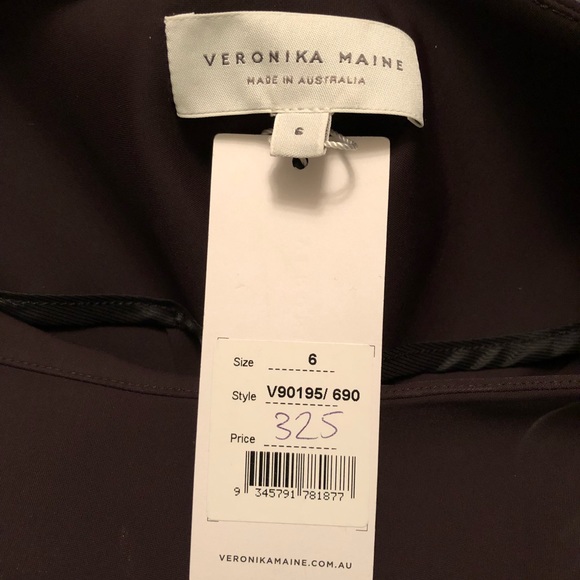 VERONIKA MAINE
MADE IN AUSTRALIA
6
Size 6
Style V90195/ 690
Price 325
9 345791 781877
VERONIKAMAINE.COM.AU